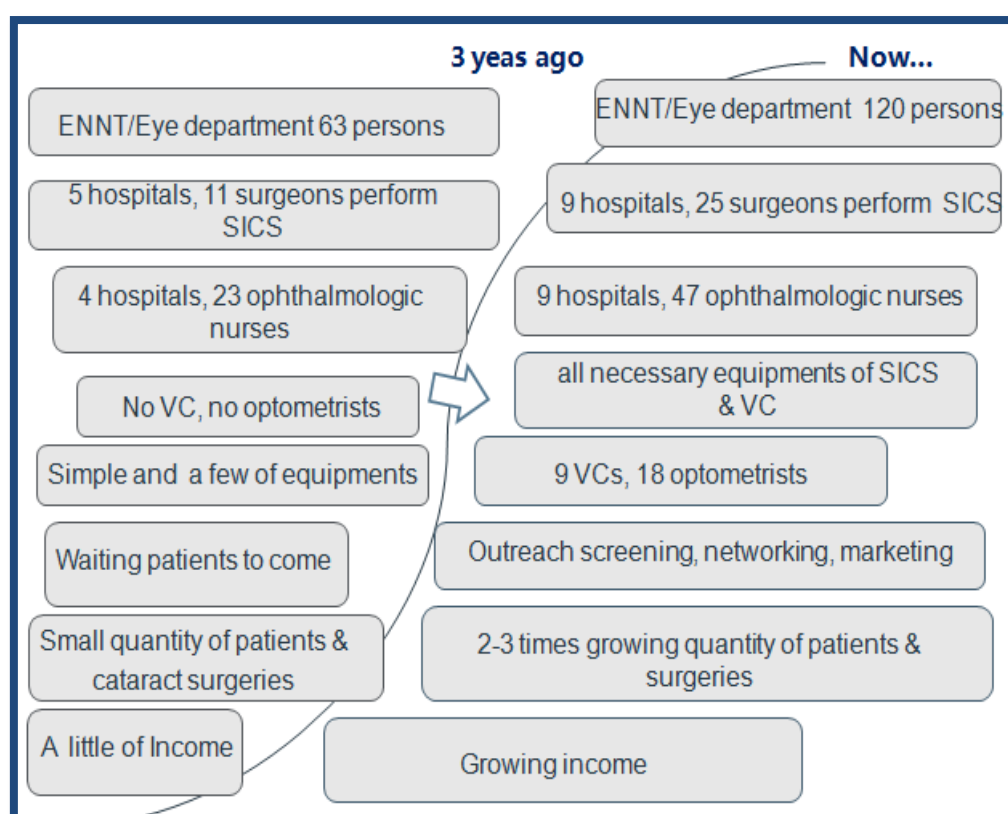 3 yeas ago
Now...
ENNT/Eye department 63 persons
ENNT/Eye department 120 persons
5 hospitals, 11 surgeons perform
SICS
9 hospitals, 25 surgeons perform SICS
4 hospitals, 23 ophthalmologic
nurses
9 hospitals, 47 ophthalmologic nurses
No VC, no optometrists
all necessary equipments of SICS
& VC
Simple and a few of equipments
9 VCs, 18 optometrists
Waiting patients to come
Outreach screening, networking, marketing
Small quantity of patients &
cataract surgeries
2-3 times growing quantity of patients &
surgeries
A little of Income
Growing income